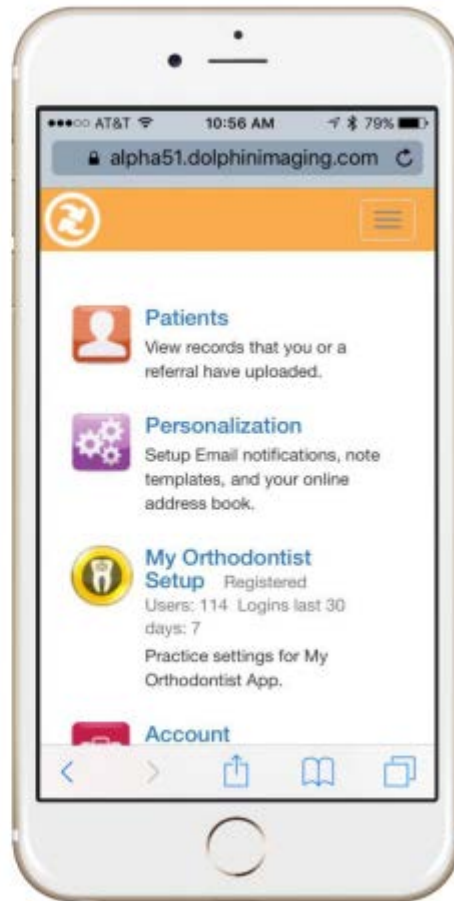 AT&T 10:56 AM 79%
alpha51.dolphinimaging.com
Patients
View records that you or a
referral have uploaded.
Personalization
Setup Email notifications, note
templates, and your online
address book.
My Orthodontist
Setup Registered
Users: 114 Logins last 30
days: 7
Practice settings for My
Orthodontist App.
Account